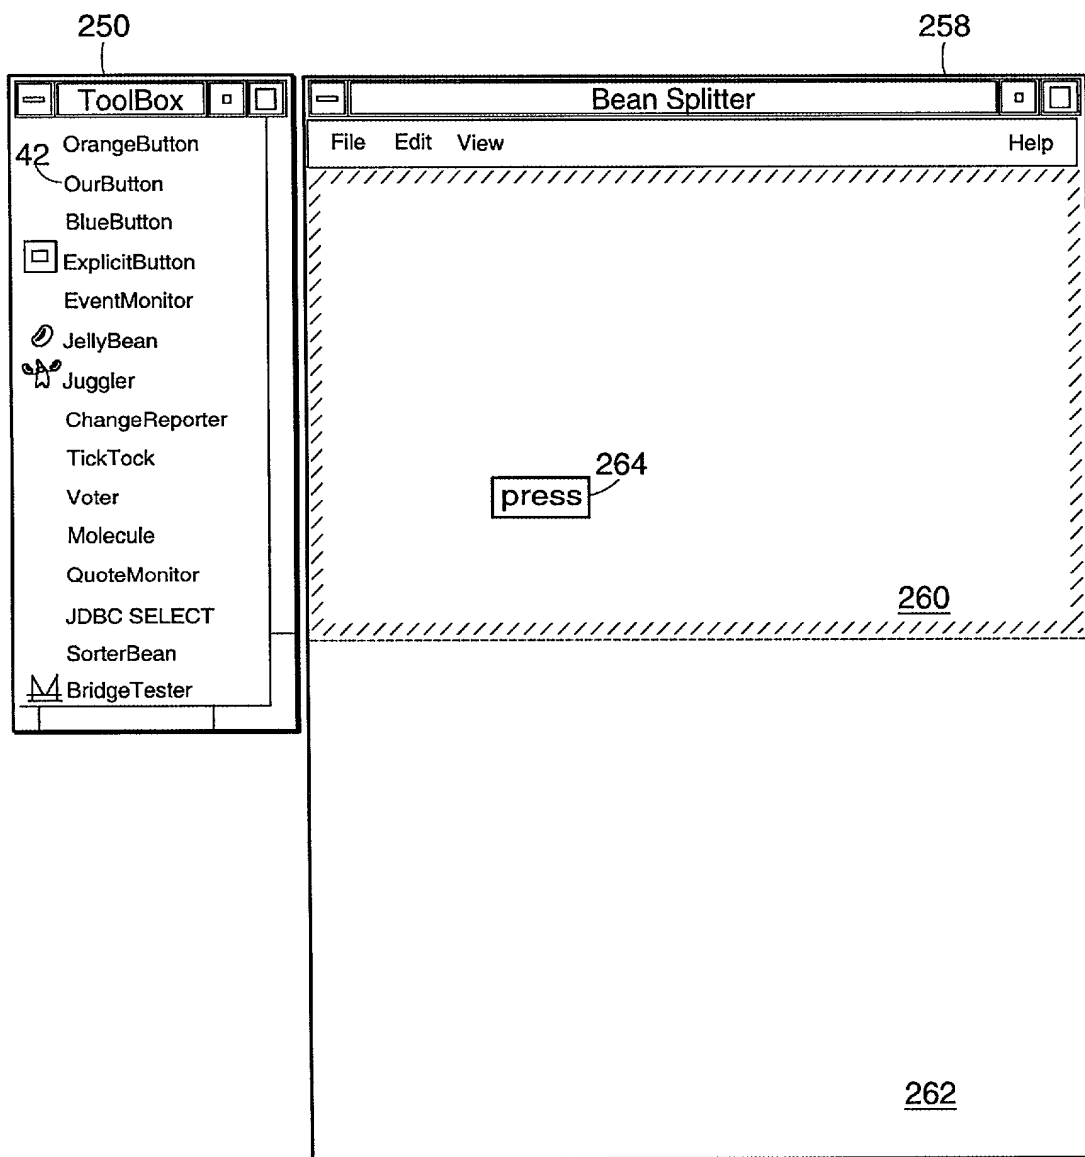 250
258
ToolBox
Bean Splitter
File Edit View Help
OrangeButton
42
OurButton
BlueButton
ExplicitButton
EventMonitor
JellyBean
Juggler
ChangeReporter
TickTock
Voter
Molecule
QuoteMonitor
JDBC SELECT
SorterBean
BridgeTester
264
press
260
262